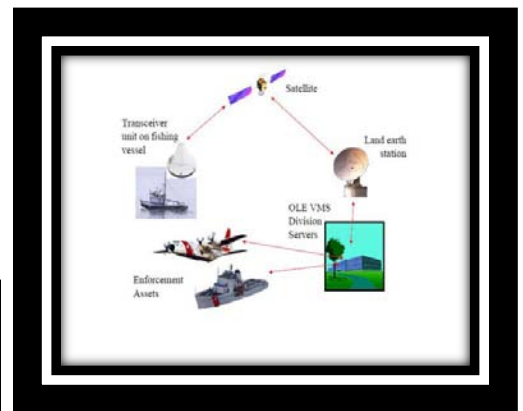 Satellite
Transceiver
unit on fishing
vessel
Land earth
station
OLE VMS
Division
Servers
Enforcement
Assets